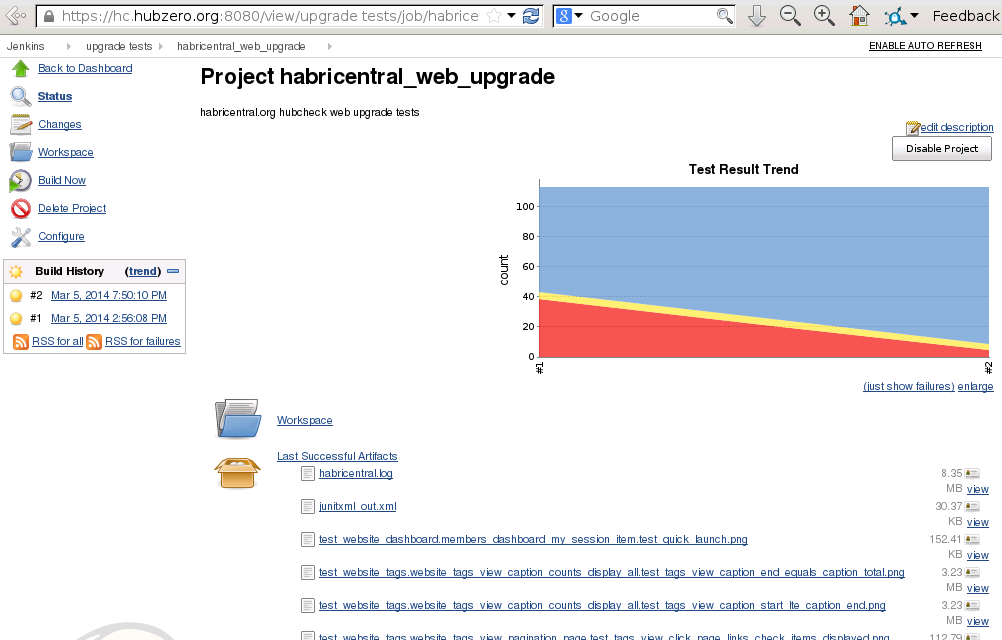 https://hc.hubzero.org:8080/view/upgrade tests/job/habrice
Google
Feedback
Jenkins upgrade tests habricentral_web_upgrade
ENABLE AUTO REFRESH
Back to Dashboard
Status
Changes
Workspace
Build Now
Delete Project
Configure
Build History (trend)
#2 Mar 5, 2014 7:50:10 PM
#1 Mar 5, 2014 2:56:08 PM
RSS for all RSS for failures
Project habricentral_web_upgrade
habricentral.org hubcheck web upgrade tests
edit description
Disable Project
Test Result Trend
count
100
80
60
40
20
0
#1
#2
(just show failures) enlarge
Workspace
Last Successful Artifacts
habricentral.log 8.35
MB view
junitxml_out.xml 30.37
KB view
test_website_dashboard.members_dashboard_my_session_item.test_quick_launch.png 152.41
KB view
test_website_tags.website_tags_view_caption_counts_display_all.test_tags_view_caption_end_equals_caption_total.png 3.23
MB view
test_website_tags.website_tags_view_caption_counts_display_all.test_tags_view_caption_start_lte_caption_end.png 3.23
MB view
test_website_tags.website_tags_view_pagination_page.test_tags_view_click_page_links_check_items_displayed.png 112.79